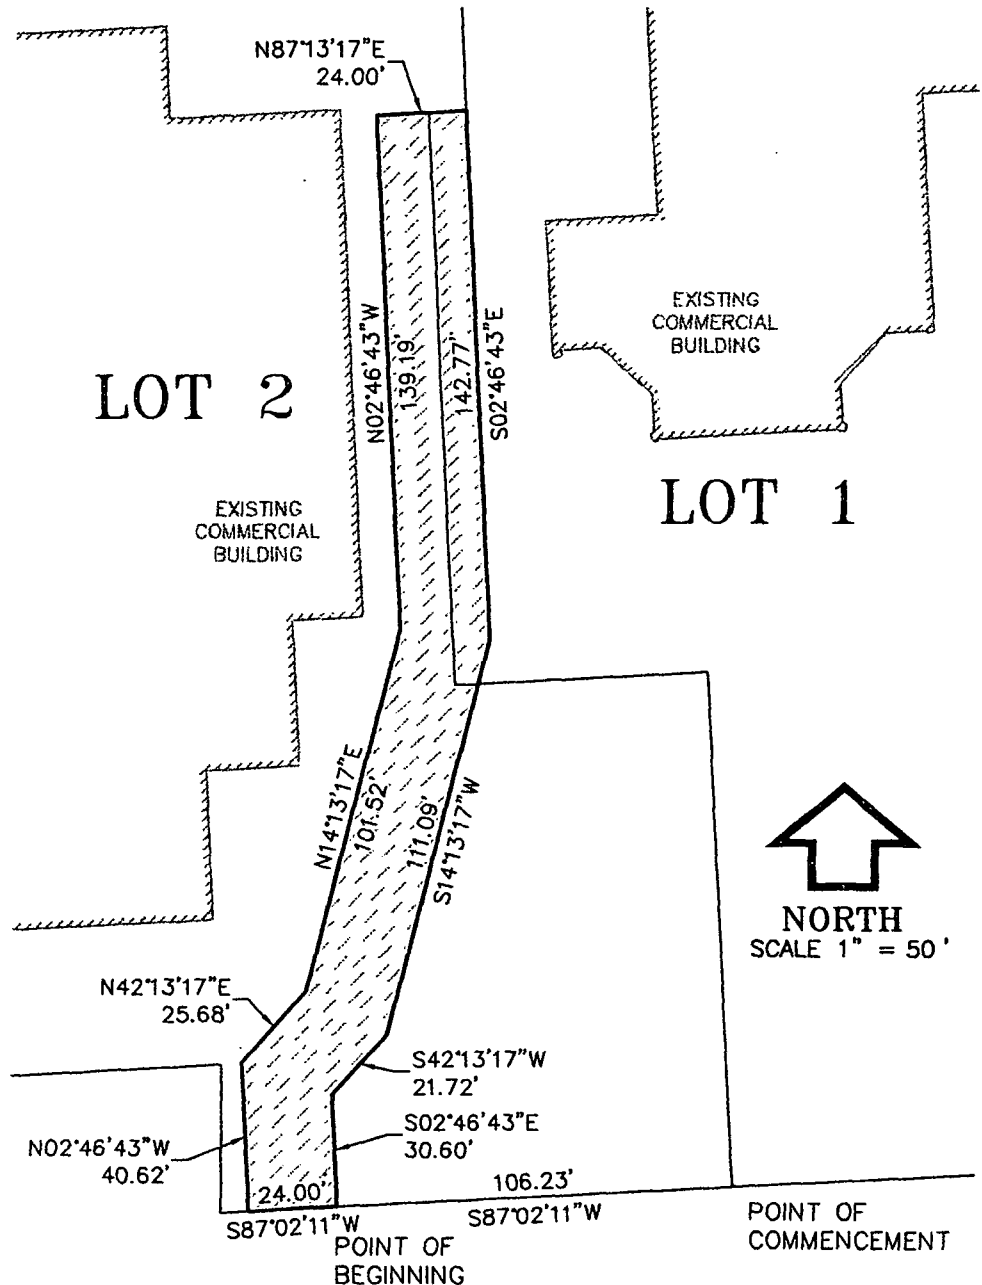 N87°13'17"E
24.00'
N02°46'43"W
139.19'
142.77"
S02°46'43"E
EXISTING
COMMERCIAL
BUILDING
LOT 2
LOT 1
EXISTING
COMMERCIAL
BUILDING
N14°13'17"E
101.52'
111.09'
S14°13'17"W
NORTH
SCALE 1" = 50'
N42°13'17"E
25.68'
S42°13'17"W
21.72'
S02°46'43"E
30.60'
N02°46'43"W
40.62'
24.00'
106.23'
S87°02'11"W
S87°02'11"W
POINT OF
BEGINNING
POINT OF
COMMENCEMENT